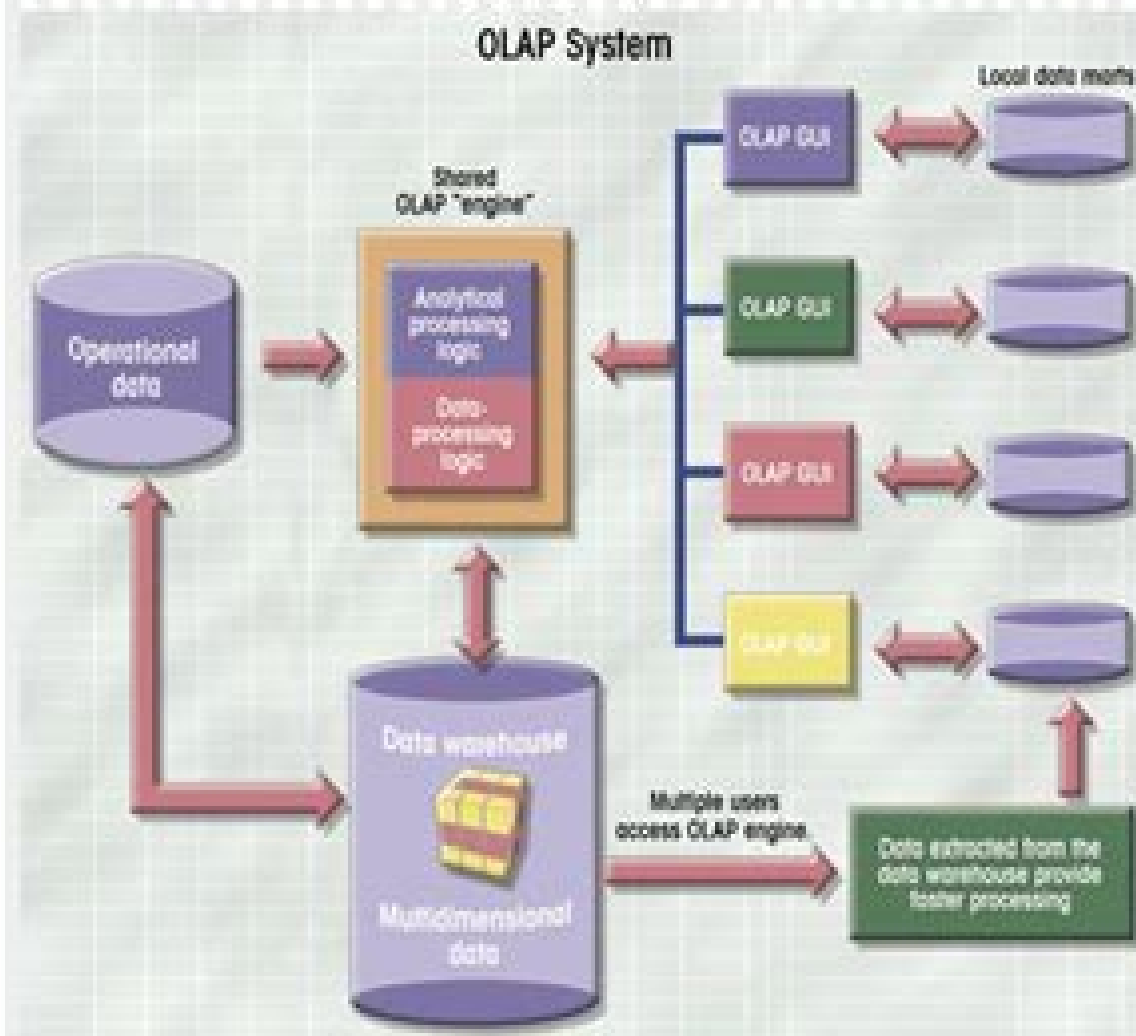 OLAP System
Local data marts
OLAP GUI
Shared
OLAP "engine"
Analytical
processing
logic
Data-
processing
logic
Operational
data
OLAP GUI
OLAP GUI
OLAP GUI
Data warehouse
Multidimensional
data
Multiple users
access OLAP engine
Data extracted from the
data warehouse provide
faster processing